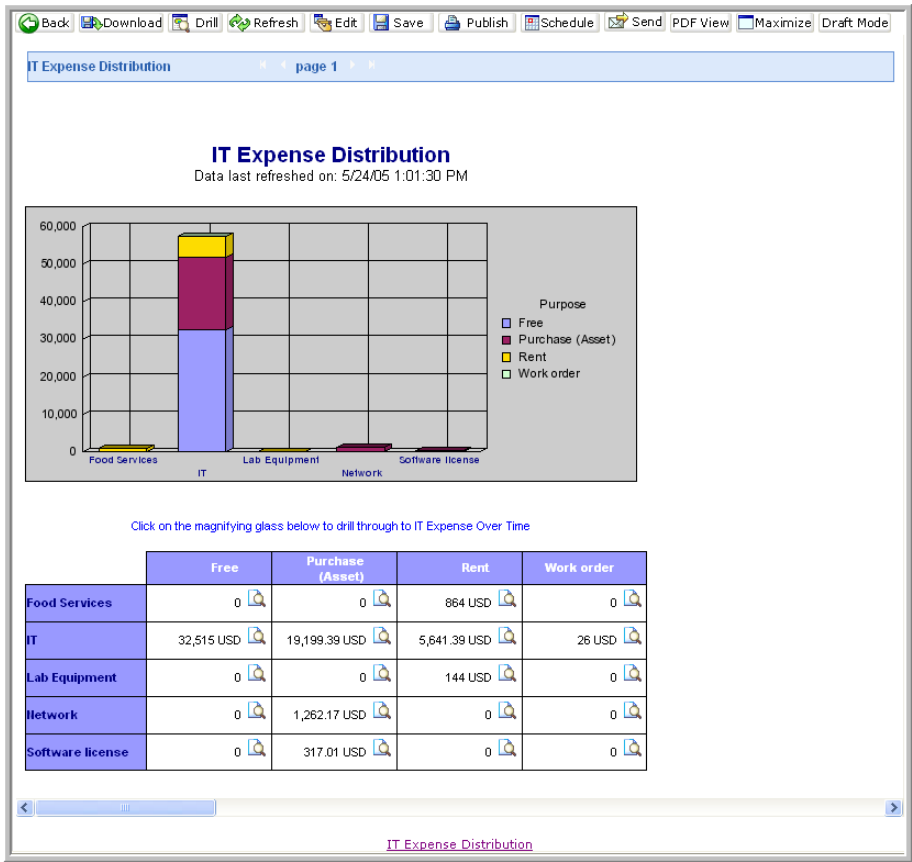 Back Download Drill Refresh Edit Save Publish Schedule Send PDF View Maximize Draft Mode
IT Expense Distribution page 1
IT Expense Distribution
Data last refreshed on: 5/24/05 1:01:30 PM
60,000
50,000
40,000
30,000
20,000
10,000
0
Food Services
IT
Lab Equipment
Network
Software license
Purpose
Free
Purchase (Asset)
Rent
Work order
Click on the magnifying glass below to drill through to IT Expense Over Time
Free Purchase (Asset) Rent Work order
Food Services 0 0 864 USD 0
IT 32,515 USD 19,199.39 USD 5,641.39 USD 26 USD
Lab Equipment 0 0 144 USD 0
Network 0 1,262.17 USD 0 0
Software license 0 317.01 USD 0 0
IT Expense Distribution